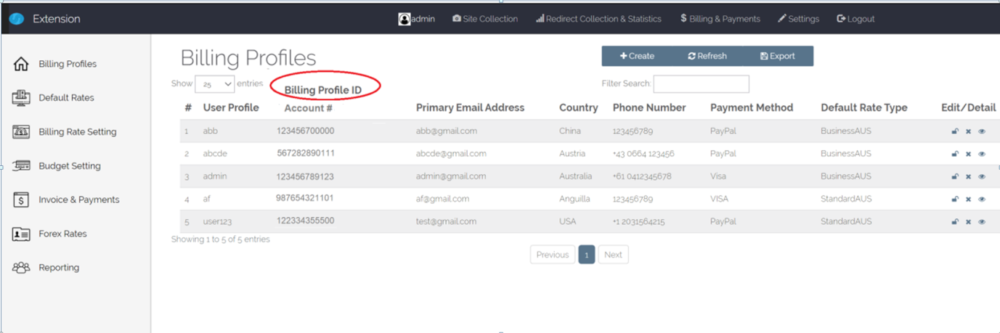 Extension
admin Site Collection Redirect Collection & Statistics $ Billing & Payments Settings Logout
Billing Profiles
Default Rates
Billing Rate Setting
Budget Setting
Invoice & Payments
Forex Rates
Reporting
Billing Profiles
Create Refresh Export
Show 25 entries
Filter Search:
Billing Profile ID
# User Profile Account # Primary Email Address Country Phone Number Payment Method Default Rate Type Edit/Detail
1 abb 123456700000 abb@gmail.com China 123456789 PayPal BusinessAUS
2 abcde 567282890111 abcde@gmail.com Austria +43 0664 123456 PayPal BusinessAUS
3 admin 123456789123 admin@gmail.com Australia +61 0412345678 Visa BusinessAUS
4 af 987654321101 af@gmail.com Anguilla 123456789 VISA StandardAUS
5 user123 122334355500 test@gmail.com USA +1 2031564215 PayPal StandardAUS
Showing 1 to 5 of 5 entries
Previous 1 Next